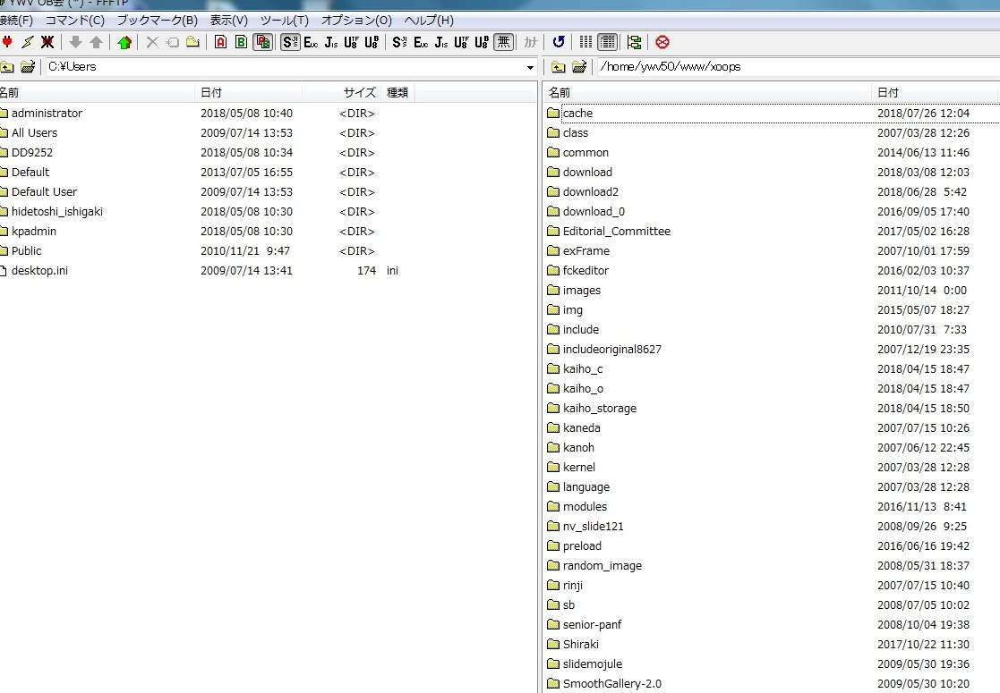 YWV OB会 (*) - FFFTP
接続(F) コマンド(C) ブックマーク(B) 表示(V) ツール(T) オプション(O) ヘルプ(H)
C:¥Users
/home/ywv50/www/xoops
名前 日付 サイズ 種類
administrator 2018/05/08 10:40 <DIR>
All Users 2009/07/14 13:53 <DIR>
DD9252 2018/05/08 10:34 <DIR>
Default 2013/07/05 16:55 <DIR>
Default User 2009/07/14 13:53 <DIR>
hidetoshi_ishigaki 2018/05/08 10:30 <DIR>
kpadmin 2018/05/08 10:30 <DIR>
Public 2010/11/21 9:47 <DIR>
desktop.ini 2009/07/14 13:41 174 ini
名前 日付
cache 2018/07/26 12:04
class 2007/03/28 12:26
common 2014/06/13 11:46
download 2018/03/08 12:03
download2 2018/06/28 5:42
download_0 2016/09/05 17:40
Editorial_Committee 2017/05/02 16:28
exFrame 2007/10/01 17:59
fckeditor 2016/02/03 10:37
images 2011/10/14 0:00
img 2015/05/07 18:27
include 2010/07/31 7:33
includeoriginal8627 2007/12/19 23:35
kaiho_c 2018/04/15 18:47
kaiho_o 2018/04/15 18:47
kaiho_storage 2018/04/15 18:50
kaneda 2007/07/15 10:26
kanoh 2007/06/12 22:45
kernel 2007/03/28 12:28
language 2007/03/28 12:28
modules 2016/11/13 8:41
nv_slide121 2008/09/26 9:25
preload 2016/06/16 19:42
random_image 2008/05/31 18:37
rinji 2007/07/15 10:40
sb 2008/07/05 10:02
senior-panf 2008/10/04 19:38
Shiraki 2017/10/22 11:30
slidemojule 2009/05/30 19:36
SmoothGallery-2.0 2009/05/30 10:20